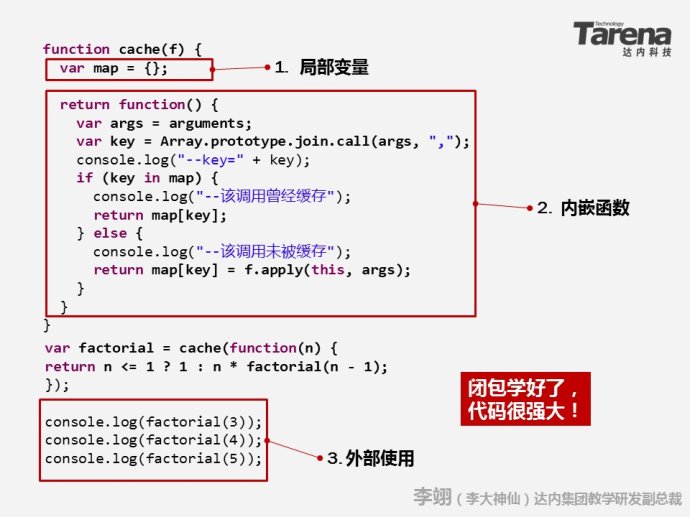 Technology
Tarena
达内科技
function cache(f) {
var map = {};
1. 局部变量
return function() {
var args = arguments;
var key = Array.prototype.join.call(args, ",");
console.log("--key=" + key);
if (key in map) {
console.log("--该调用曾经缓存");
return map[key];
2. 内嵌函数
} else {
console.log("--该调用未被缓存");
return map[key] = f.apply(this, args);
}
}
}
var factorial = cache(function(n) {
return n <= 1 ? 1 : n * factorial(n - 1);
});
闭包学好了，
代码很强大！
console.log(factorial(3));
console.log(factorial(4));
console.log(factorial(5));
3.外部使用
李翊（李大神仙）达内集团教学研发副总裁